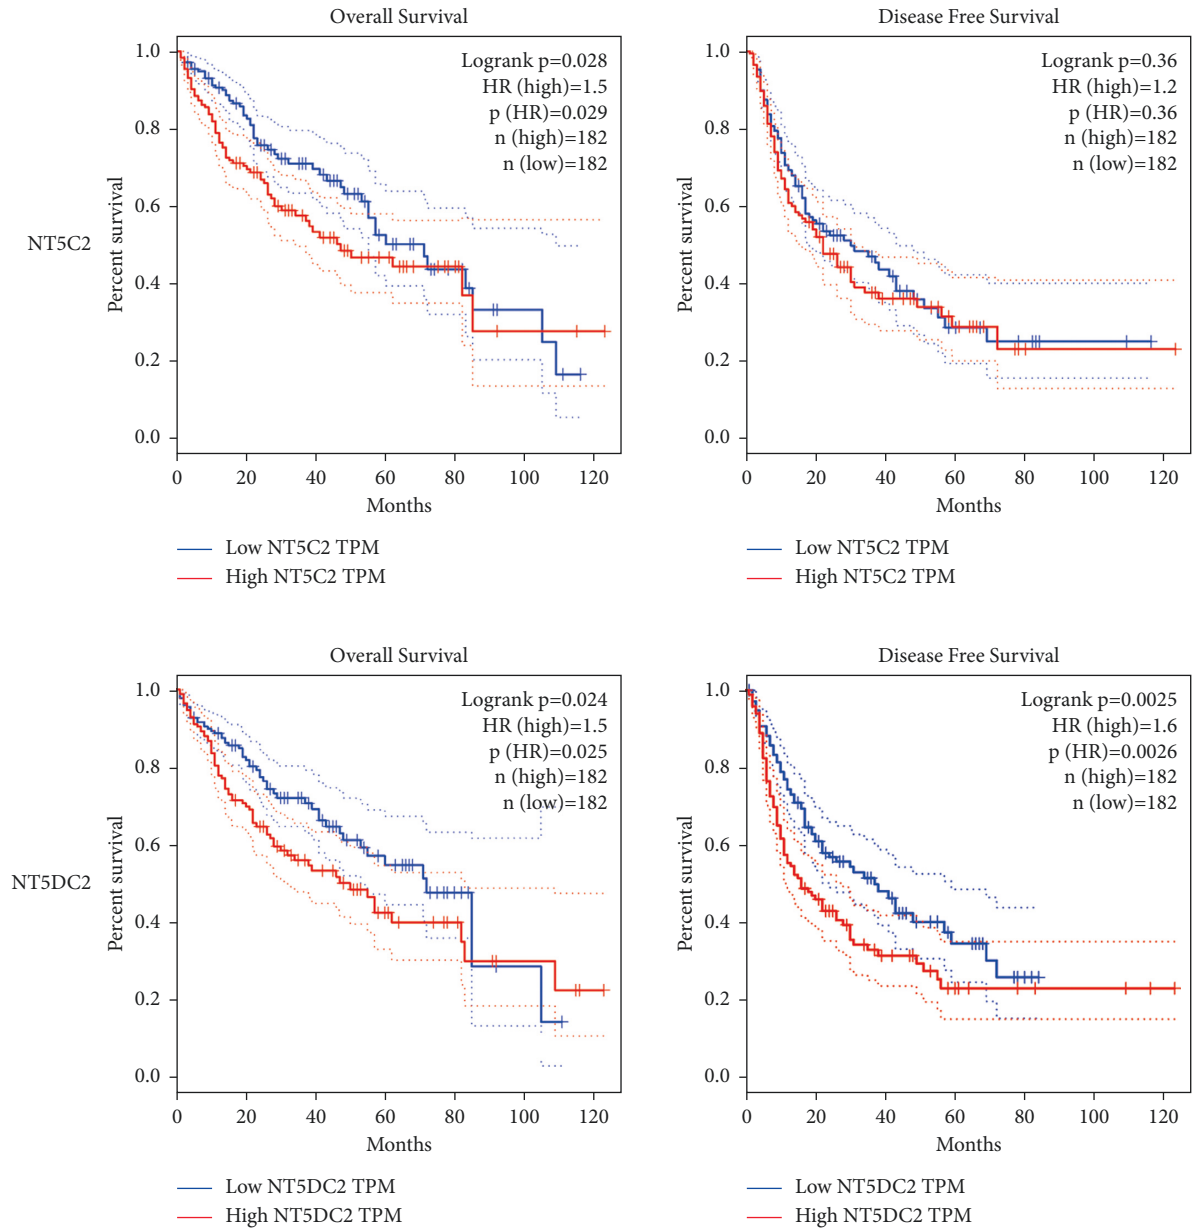 Overall Survival
1.0
0.8
0.6
0.4
0.2
0.0
Percent survival
NT5C2
Logrank p=0.028
HR (high)=1.5
p (HR)=0.029
n (high)=182
n (low)=182
0 20 40 60 80 100 120
Months
Low NT5C2 TPM
High NT5C2 TPM
Disease Free Survival
1.0
0.8
0.6
0.4
0.2
0.0
Percent survival
Logrank p=0.36
HR (high)=1.2
p (HR)=0.36
n (high)=182
n (low)=182
0 20 40 60 80 100 120
Months
Low NT5C2 TPM
High NT5C2 TPM
Overall Survival
1.0
0.8
0.6
0.4
0.2
0.0
Percent survival
NT5DC2
Logrank p=0.024
HR (high)=1.5
p (HR)=0.025
n (high)=182
n (low)=182
0 20 40 60 80 100 120
Months
Low NT5DC2 TPM
High NT5DC2 TPM
Disease Free Survival
1.0
0.8
0.6
0.4
0.2
0.0
Percent survival
Logrank p=0.0025
HR (high)=1.6
p (HR)=0.0026
n (high)=182
n (low)=182
0 20 40 60 80 100 120
Months
Low NT5DC2 TPM
High NT5DC2 TPM